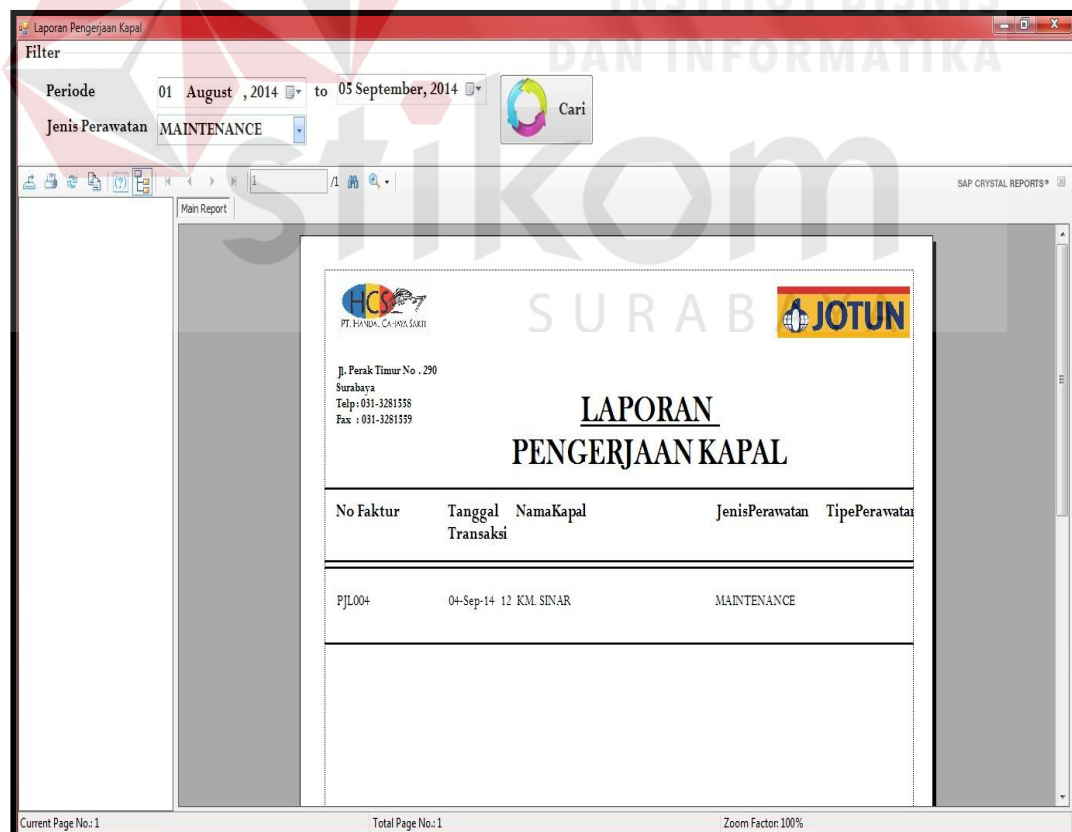 INSTITUT BISNIS
DAN INFORMATIKA
stikom
SURABAYA
Laporan Pengerjaan Kapal
Filter
Periode 01 August , 2014 to 05 September, 2014
Cari
Jenis Perawatan MAINTENANCE
1 /1
SAP CRYSTAL REPORTS®
Main Report
HCS
PT. HANDAL CAHAYA SAKTI
JOTUN
Jl. Perak Timur No . 290
Surabaya
Telp : 031-3281558
Fax : 031-3281559
LAPORAN
PENGERJAAN KAPAL
No Faktur Tanggal Transaksi NamaKapal JenisPerawatan TipePerawatan
PJL004 04-Sep-14 12 KM. SINAR MAINTENANCE
Current Page No.: 1 Total Page No.: 1 Zoom Factor: 100%